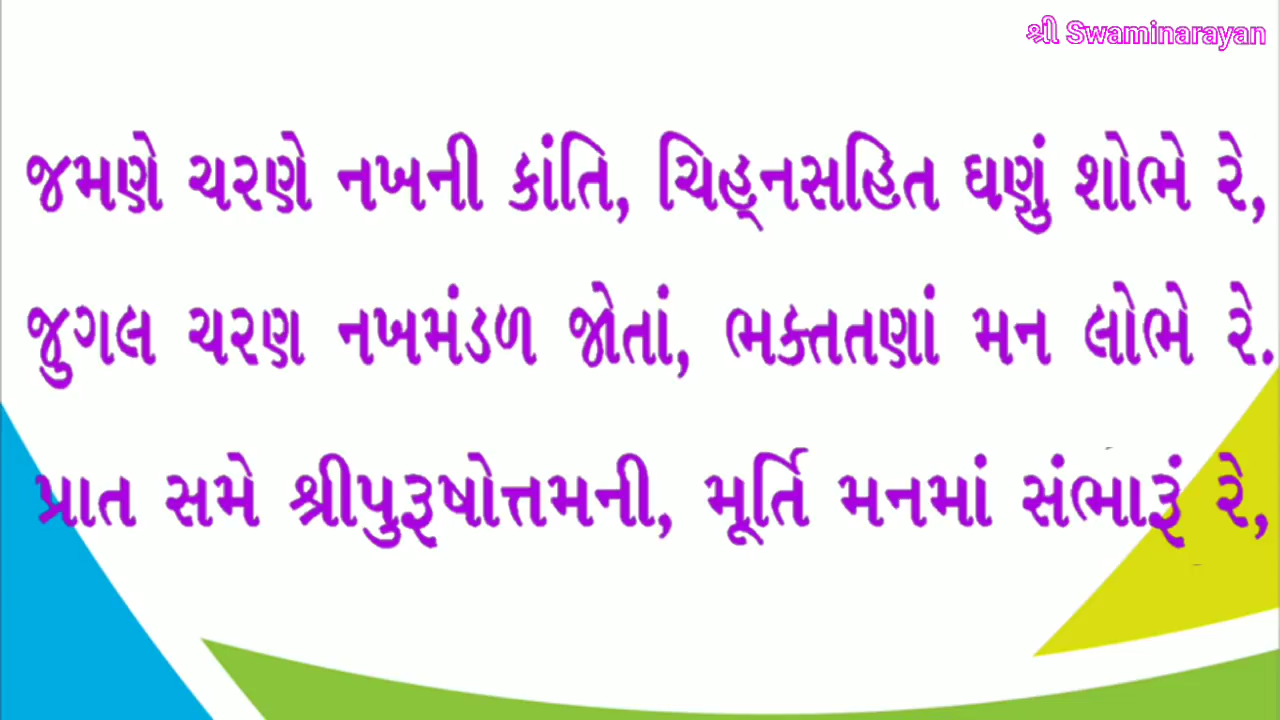 શ્રી Swaminarayan
જમણે ચરણે નખની કાંતિ, ચિહ્નસહિત ઘણું શોભે રે,
જુગલ ચરણ નખમંડળ જોતાં, ભક્તતણાં મન લોભે રે.
પ્રાત સમે શ્રીપુરૂષોત્તમની, મૂર્તિ મનમાં સંભારૂં રે,